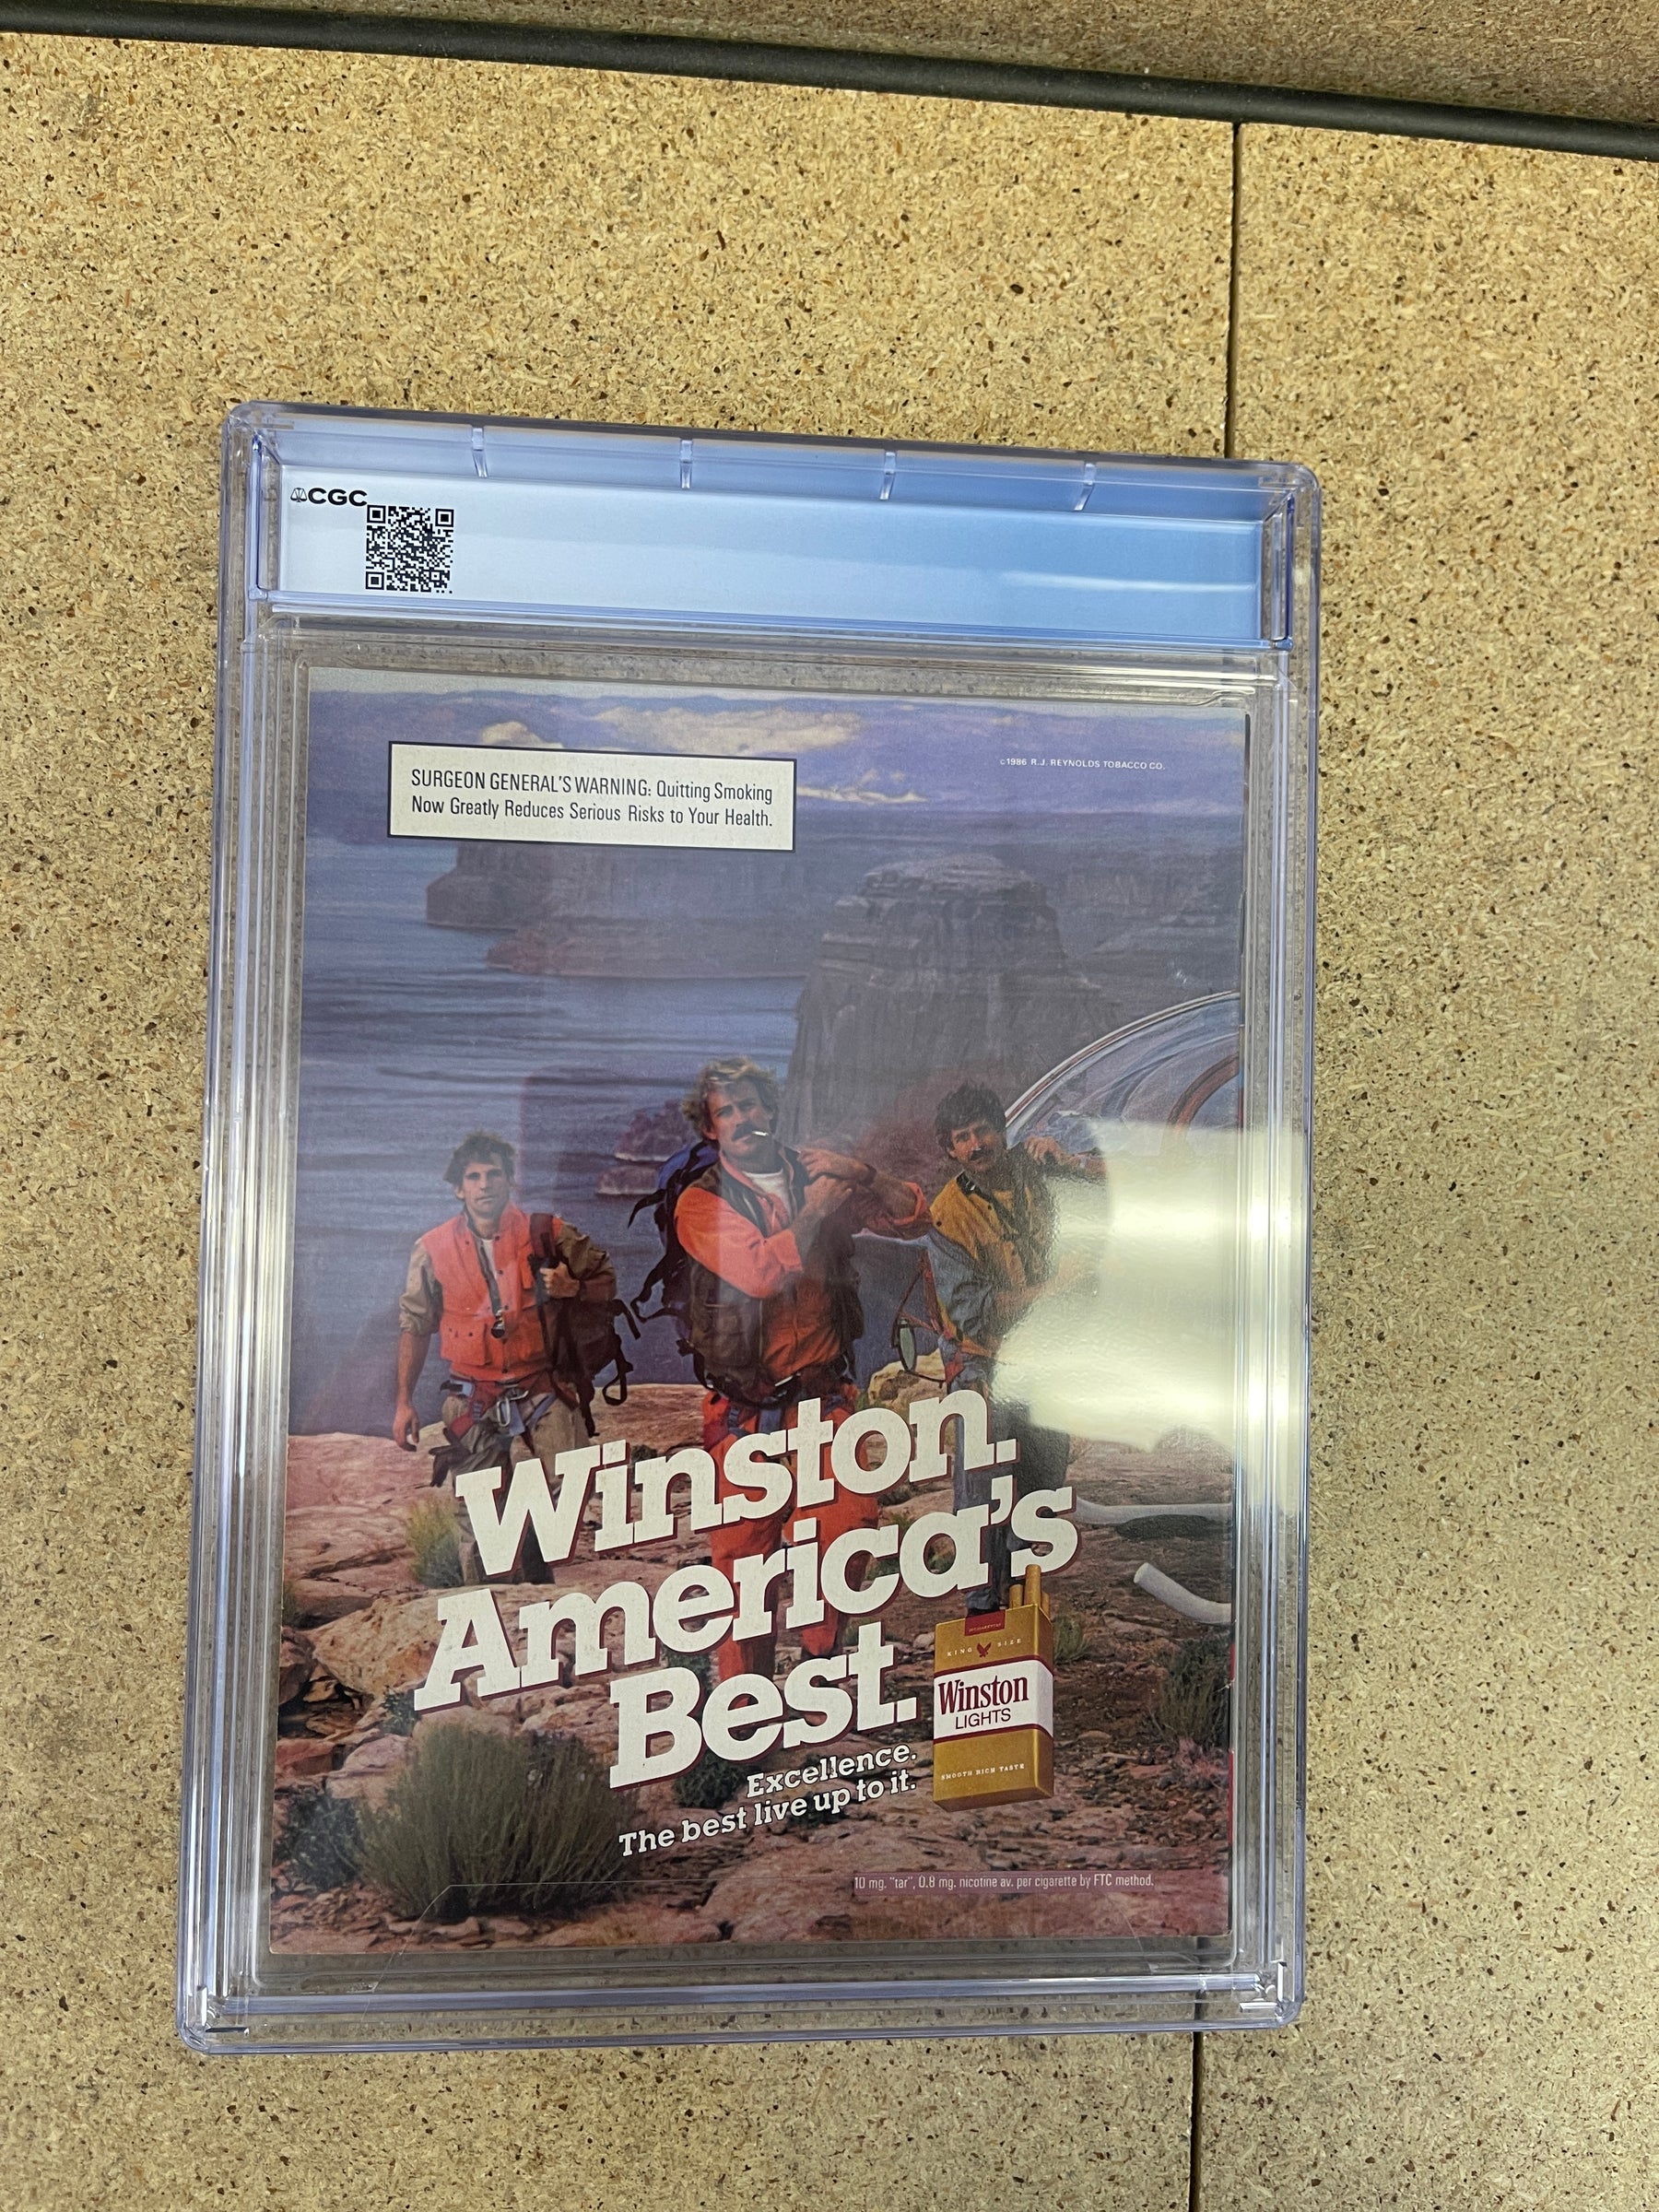 CGC
SURGEON GENERAL'S WARNING: Quitting Smoking
Now Greatly Reduces Serious Risks to Your Health.
©1986 R.J. REYNOLDS TOBACCO CO.
Winston.
America's
Best.
Excellence.
The best live up to it.
KING SIZE
Winston
LIGHTS
SMOOTH RICH TASTE
10 mg. "tar", 0.8 mg. nicotine av. per cigarette by FTC method.